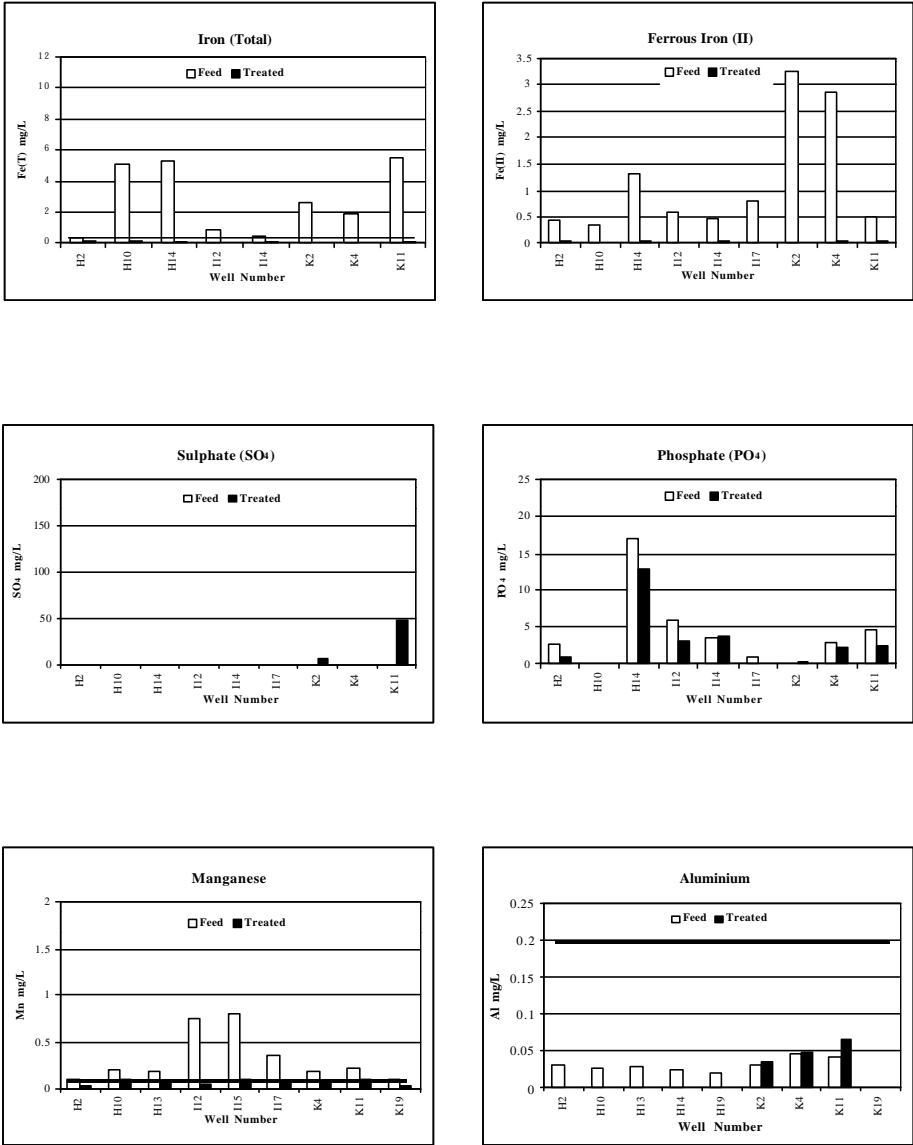 Iron (Total)
12
Feed Treated
10
8
6
4
2
0
Fe(T) mg/L
H2 H10 H14 I12 I14 K2 K4 K11
Well Number
Ferrous Iron (II)
3.5
Feed Treated
3
2.5
2
1.5
1
0.5
0
Fe(II) mg/L
H2 H10 H14 I12 I14 I17 K2 K4 K11
Well Number
Sulphate (SO4)
200
Feed Treated
150
100
50
0
SO4 mg/L
H2 H10 H14 I12 I14 I17 K2 K4 K11
Well Number
Phosphate (PO4)
25
Feed Treated
20
15
10
5
0
PO4 mg/L
H2 H10 H14 I12 I14 I17 K2 K4 K11
Well Number
Manganese
2
Feed Treated
1.5
1
0.5
0
Mn mg/L
H2 H10 H13 I12 I15 I17 K4 K11 K19
Well Number
Aluminium
0.25
Feed Treated
0.2
0.15
0.1
0.05
0
Al mg/L
H2 H10 H13 H14 H19 K2 K4 K11 K19
Well Number